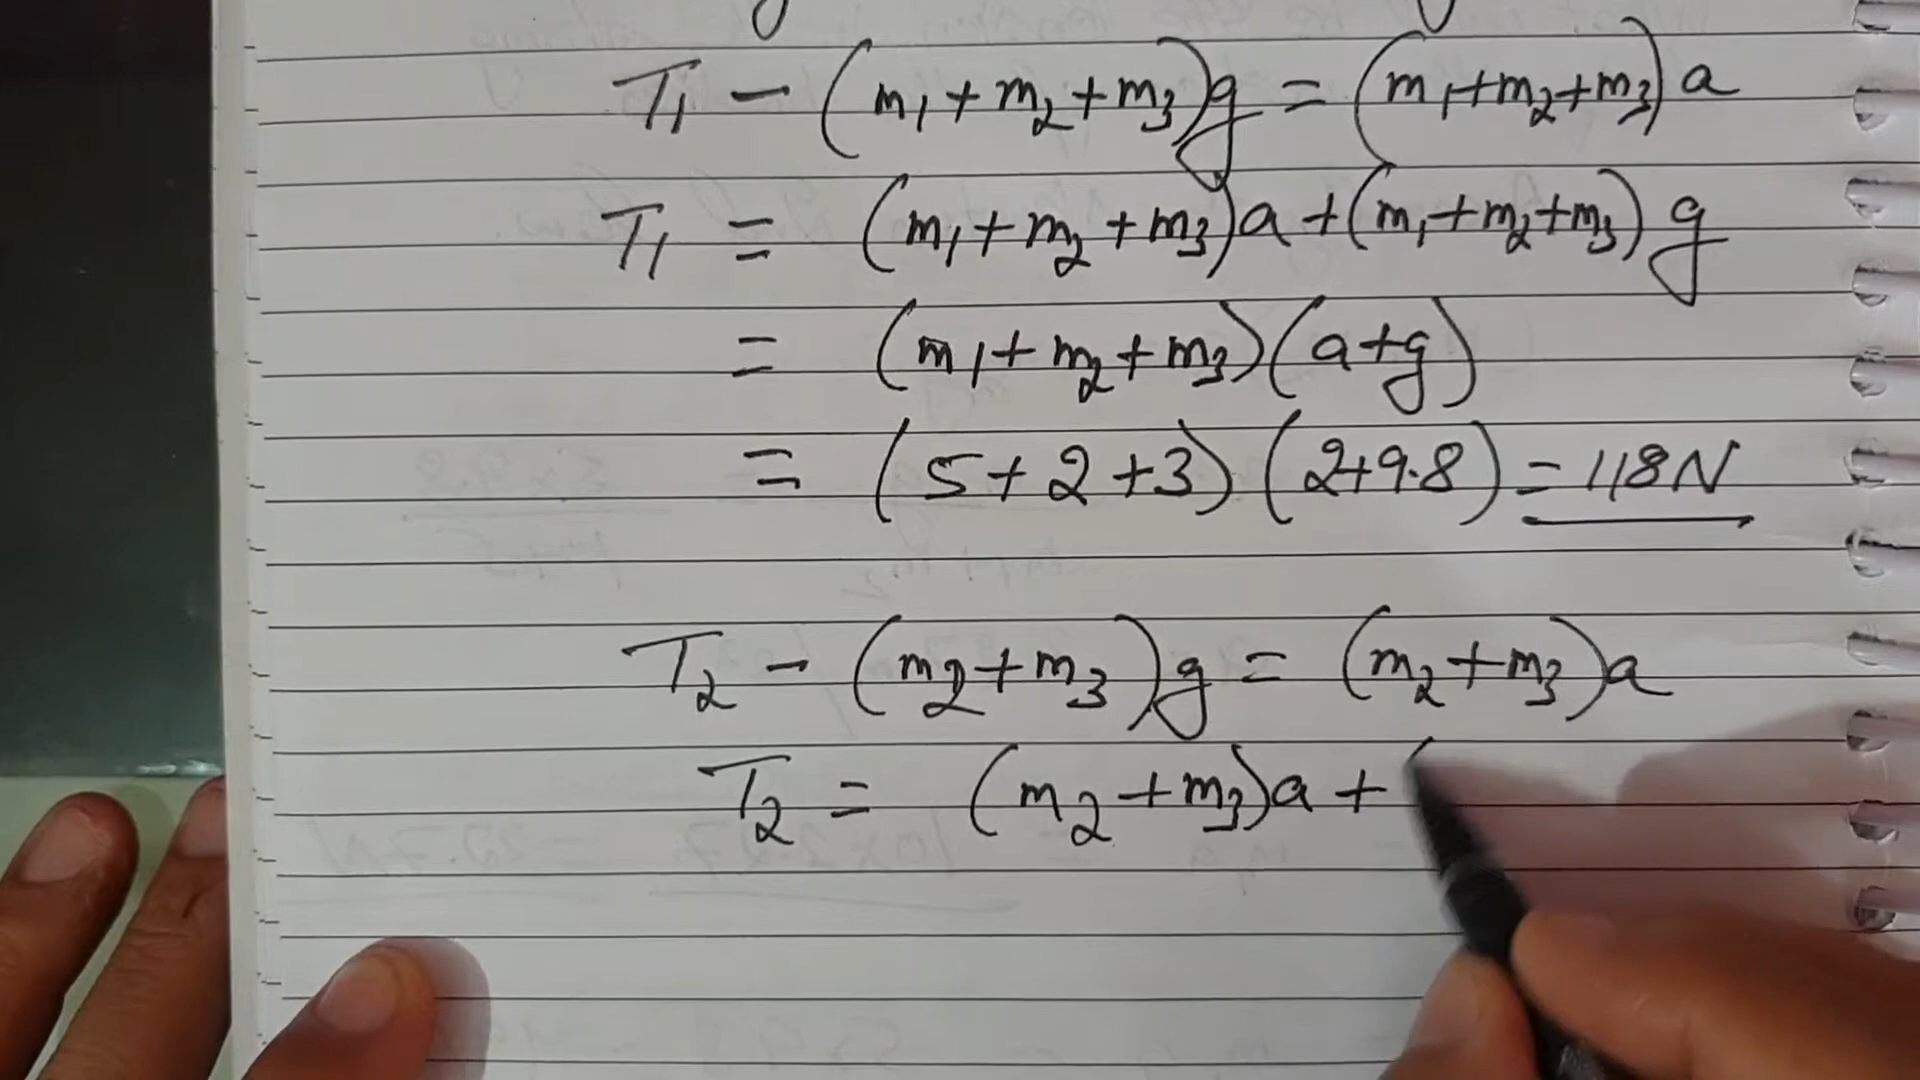 T₁ − (m₁ + m₂ + m₃)g = (m₁+m₂+m₃)a
T₁ = (m₁+m₂+m₃)a+(m₁+m₂+m₃)g
= (m₁+m₂+m₃)(a+g)
= (5+2+3)(2+9.8) = 118N
T₂ − (m₂+m₃)g = (m₂+m₃)a
T₂ = (m₂+m₃)a + (